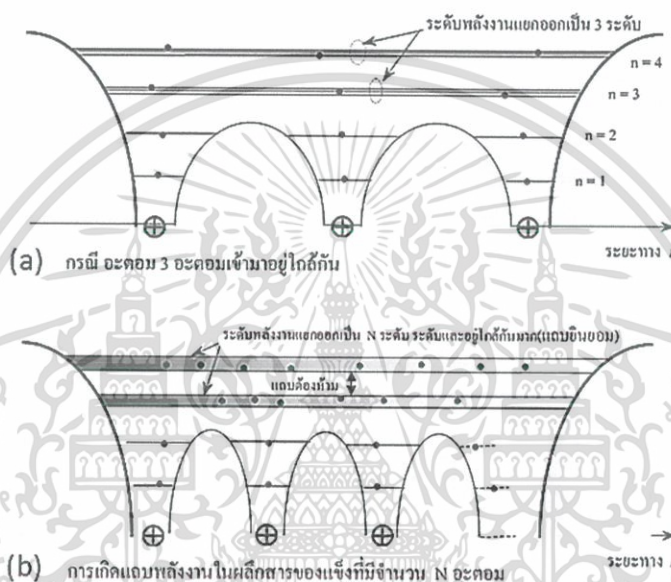 ระดับพลังงานแยกออกเป็น 3 ระดับ
n = 4
n = 3
n = 2
n = 1
ระยะทาง
(a) กรณี อะตอม 3 อะตอมเข้ามาอยู่ใกล้กัน
ระดับพลังงานแยกออกเป็น N ระดับ ระดับและอยู่ใกล้กันมาก(แถบยินยอม)
แถบต้องห้าม
ระยะทาง
(b) การเกิดแถบพลังงานในผลึกสารของแข็งที่มีจำนวน N อะตอม